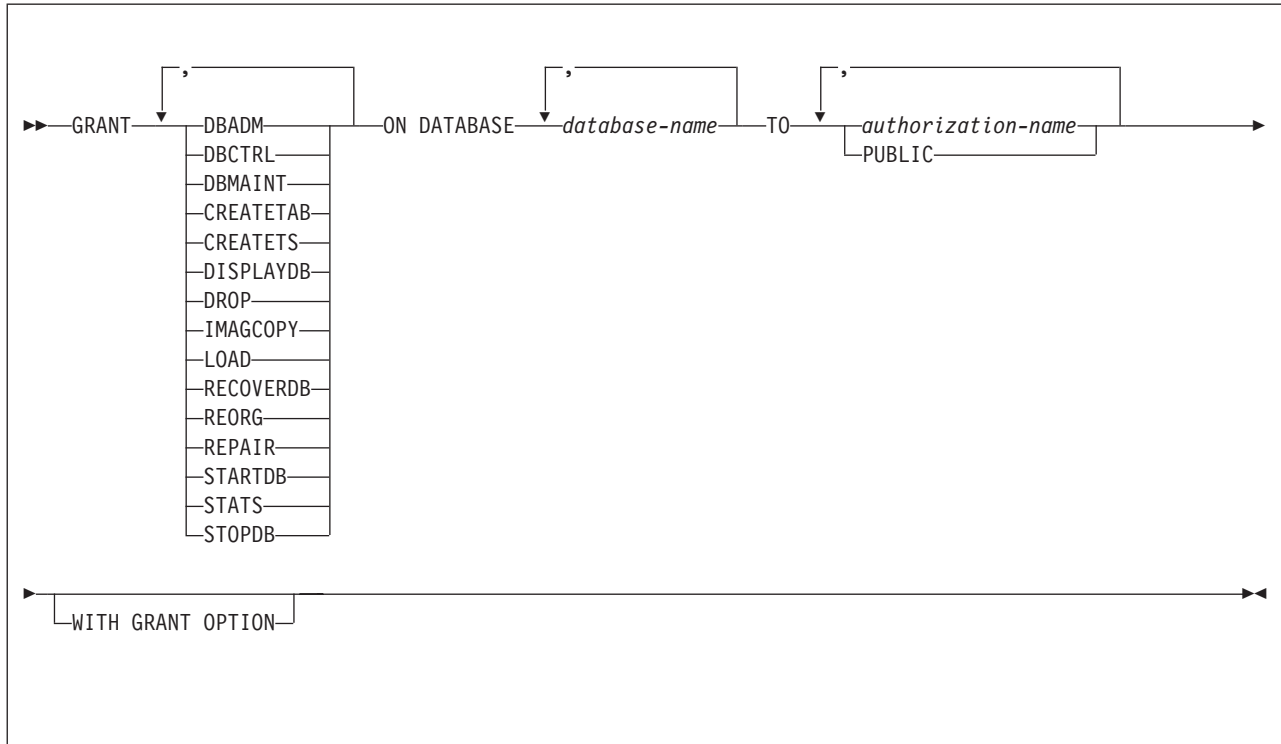 , , ,
GRANT DBADM ON DATABASE database-name TO authorization-name
DBCTRL PUBLIC
DBMAINT
CREATETAB
CREATETS
DISPLAYDB
DROP
IMAGCOPY
LOAD
RECOVERDB
REORG
REPAIR
STARTDB
STATS
STOPDB
WITH GRANT OPTION